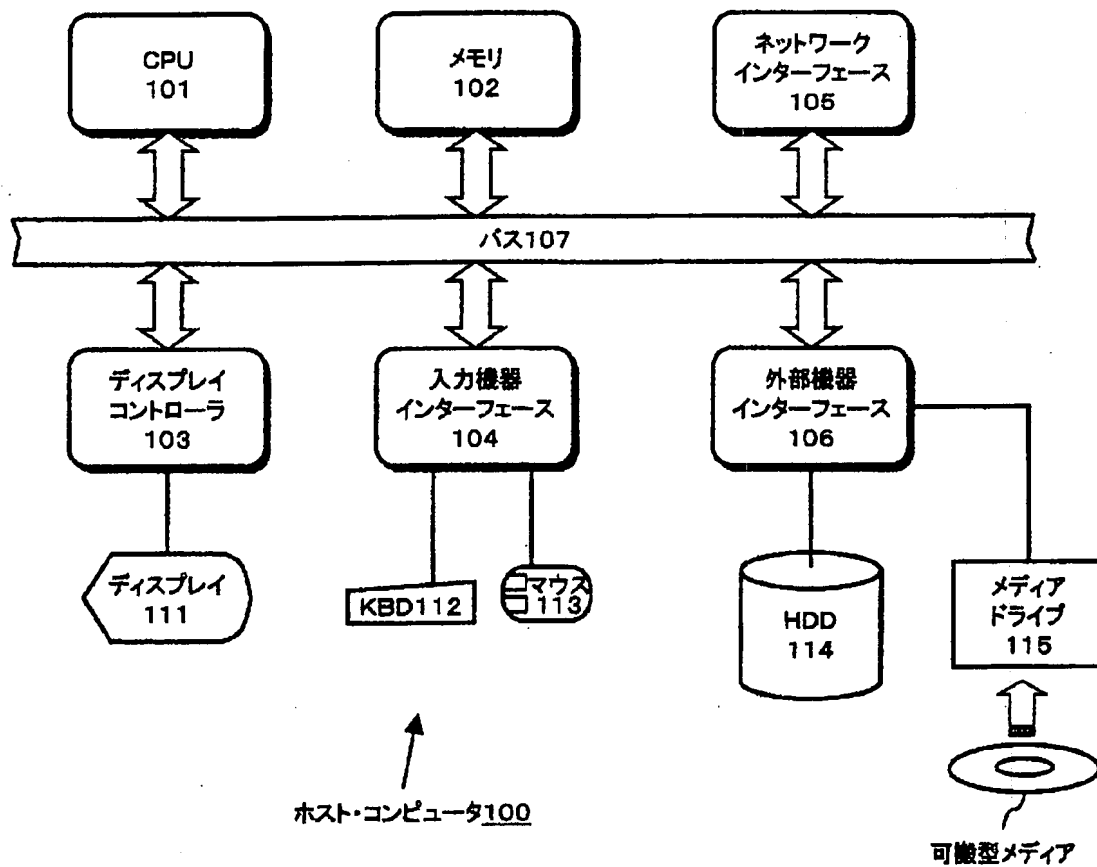 CPU
101
メモリ
102
ネットワーク
インターフェース
105
バス107
ディスプレイ
コントローラ
103
入力機器
インターフェース
104
外部機器
インターフェース
106
ディスプレイ
111
KBD112
マウス
113
HDD
114
メディア
ドライブ
115
ホスト・コンピュータ100
可搬型メディア